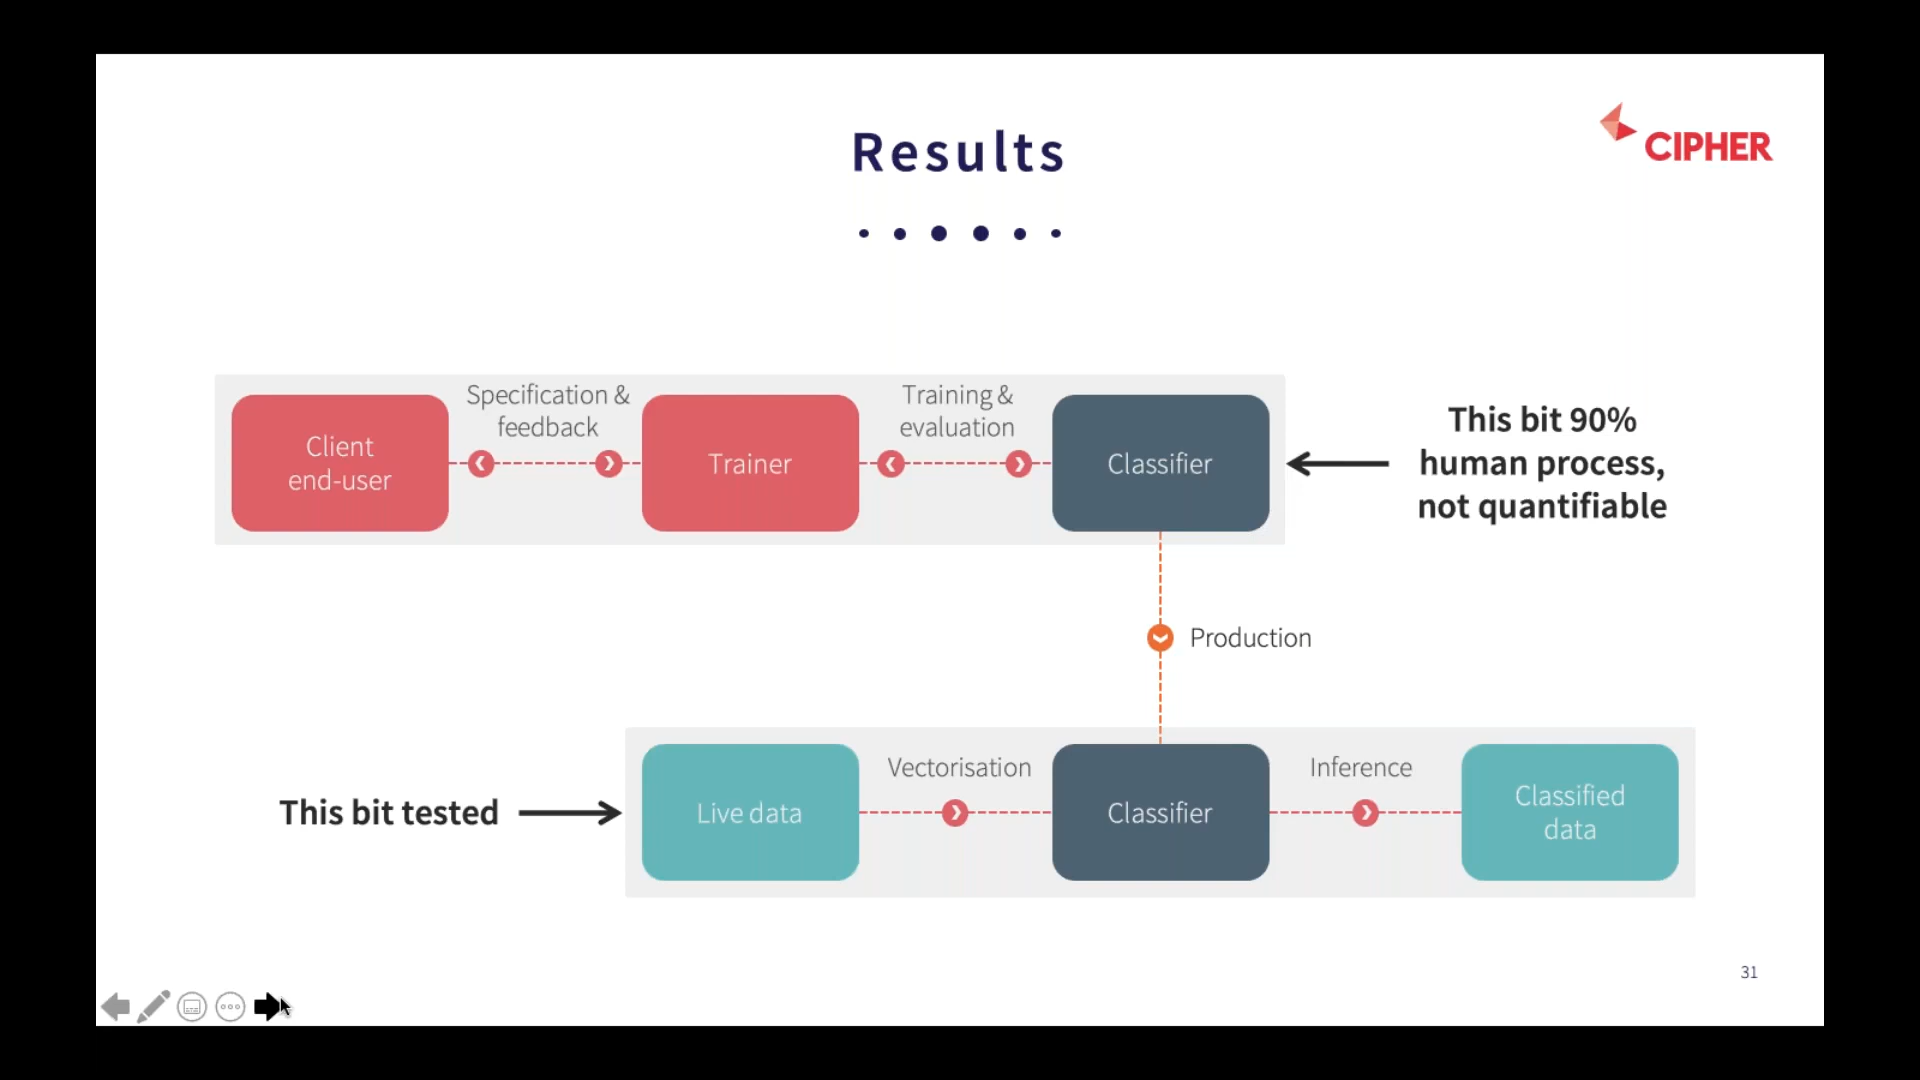 Results
CIPHER
Client
end-user
Specification &
feedback
Trainer
Training &
evaluation
Classifier
This bit 90%
human process,
not quantifiable
Production
This bit tested
Live data
Vectorisation
Classifier
Inference
Classified
data
31